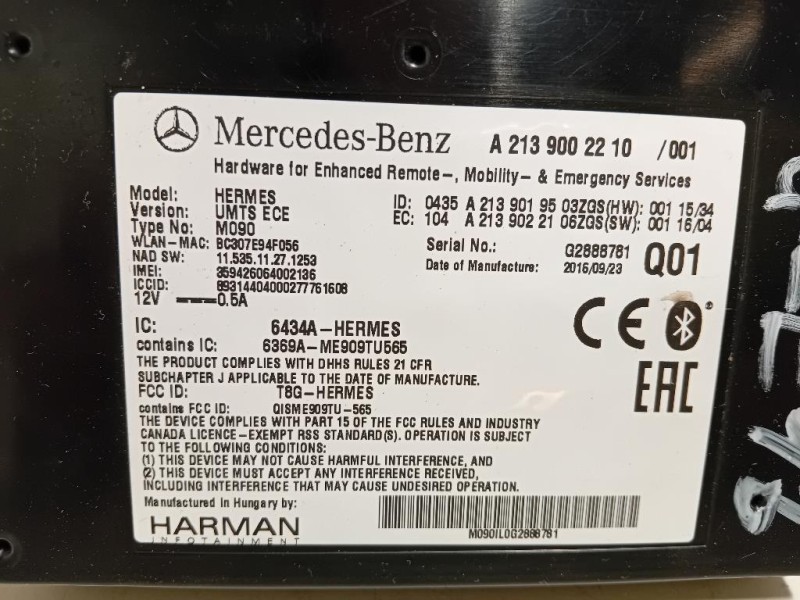 Mercedes-Benz A 213 900 22 10 /001
Hardware for Enhanced Remote-, Mobility- & Emergency Services
Model: HERMES
Version: UMTS ECE
Type No: M090
ID: 0435 A 213 901 95 03ZGS(HW): 001 15/34
EC: 104 A 213 902 21 06ZGS(SW): 001 16/04
WLAN-MAC: BC307E94F056
NAD SW: 11.535.11.27.1253
IMEI: 359426064002136
ICCID: 89314404000277761608
12V 0.5A
Serial No.: G2888781
Date of Manufacture: 2016/09/23
Q01
CE
EAC
IC: 6434A-HERMES
contains IC: 6369A-ME909TU565
THE PRODUCT COMPLIES WITH DHHS RULES 21 CFR
SUBCHAPTER J APPLICABLE TO THE DATE OF MANUFACTURE.
FCC ID: T8G-HERMES
contains FCC ID: QISME909TU-565
THE DEVICE COMPLIES WITH PART 15 OF THE FCC RULES AND INDUSTRY
CANADA LICENCE-EXEMPT RSS STANDARD(S). OPERATION IS SUBJECT
TO THE FOLLOWING CONDITIONS:
(1) THIS DEVICE MAY NOT CAUSE HARMFUL INTERFERENCE, AND
(2) THIS DEVICE MUST ACCEPT ANY INTERFERENCE RECEIVED,
INCLUDING INTERFERENCE THAT MAY CAUSE UNDESIRED OPERATION.
Manufactured in Hungary by:
HARMAN
INFOTAINMENT
M090IL0G2888781